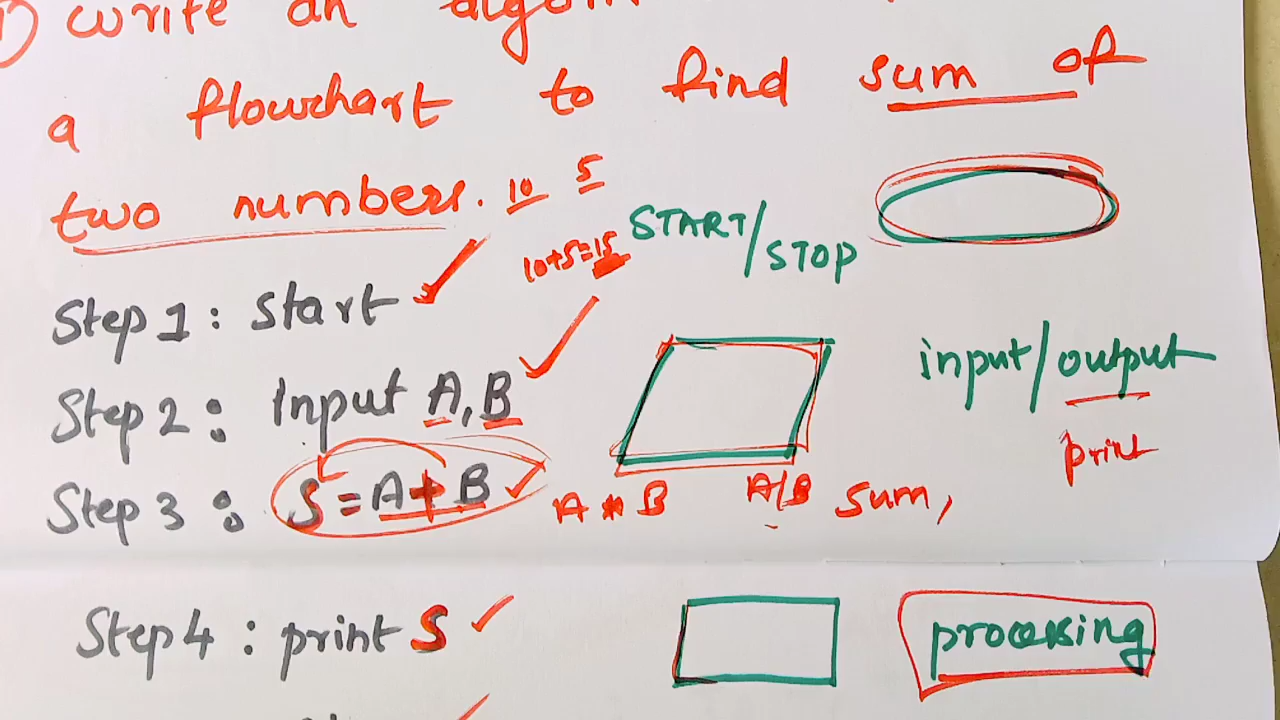 1) write an
a flowchart to find sum of
two numbers. 10 5
10+5=15
START/STOP
Step 1: Start
input/output
print
Step 2: Input A,B
Step 3: S=A+B
A * B A/B Sum,
Step 4: print S
processing